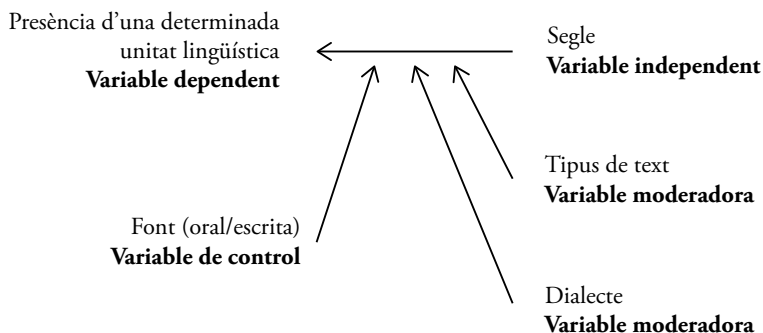 Presència d’una determinada
unitat lingüística
Variable dependent
Segle
Variable independent
Tipus de text
Variable moderadora
Font (oral/escrita)
Variable de control
Dialecte
Variable moderadora